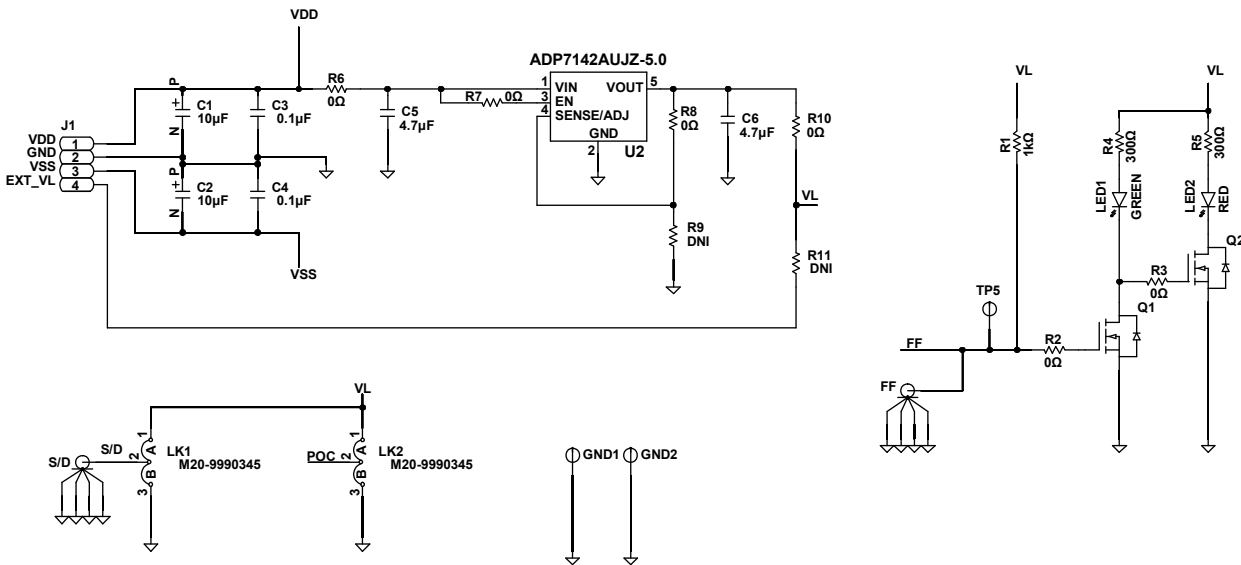 VDD
ADP7142AUJZ-5.0
R6
0Ω
P
+
C1
10µF
N
C3
0.1µF
C5
4.7µF
R7
0Ω
1
VIN
VOUT
5
3
EN
4
SENSE/ADJ
GND
2
U2
R8
0Ω
C6
4.7µF
R10
0Ω
J1
VDD
1
GND
2
VSS
3
EXT_VL
4
P
+
C2
10µF
N
C4
0.1µF
VSS
R9
DNI
VL
R11
DNI
VL
R1
1kΩ
VL
R4
300Ω
R5
300Ω
LED1
GREEN
LED2
RED
Q2
R3
0Ω
Q1
TP5
FF
R2
0Ω
FF
VL
1
A
S/D
S/D
2
B
3
LK1
M20-9990345
1
A
POC
2
B
3
LK2
M20-9990345
GND1
GND2